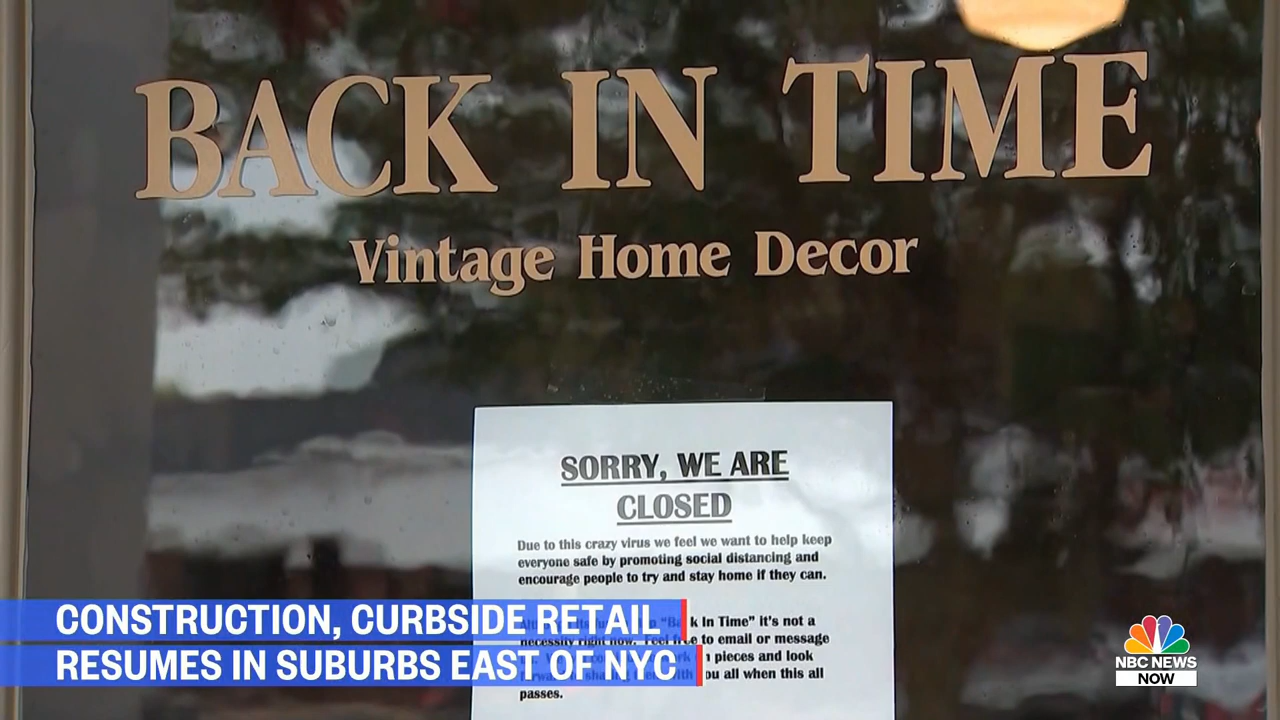 BACK IN TIME
Vintage Home Decor
SORRY, WE ARE
CLOSED
Due to this crazy virus we feel we want to help keep
everyone safe by promoting social distancing and
encourage people to try and stay home if they can.
"Back In Time" it's not a
necessity right now. Feel free to email or message
pieces and look
you all when this all
passes.
CONSTRUCTION, CURBSIDE RETAIL
RESUMES IN SUBURBS EAST OF NYC
NBC NEWS
NOW